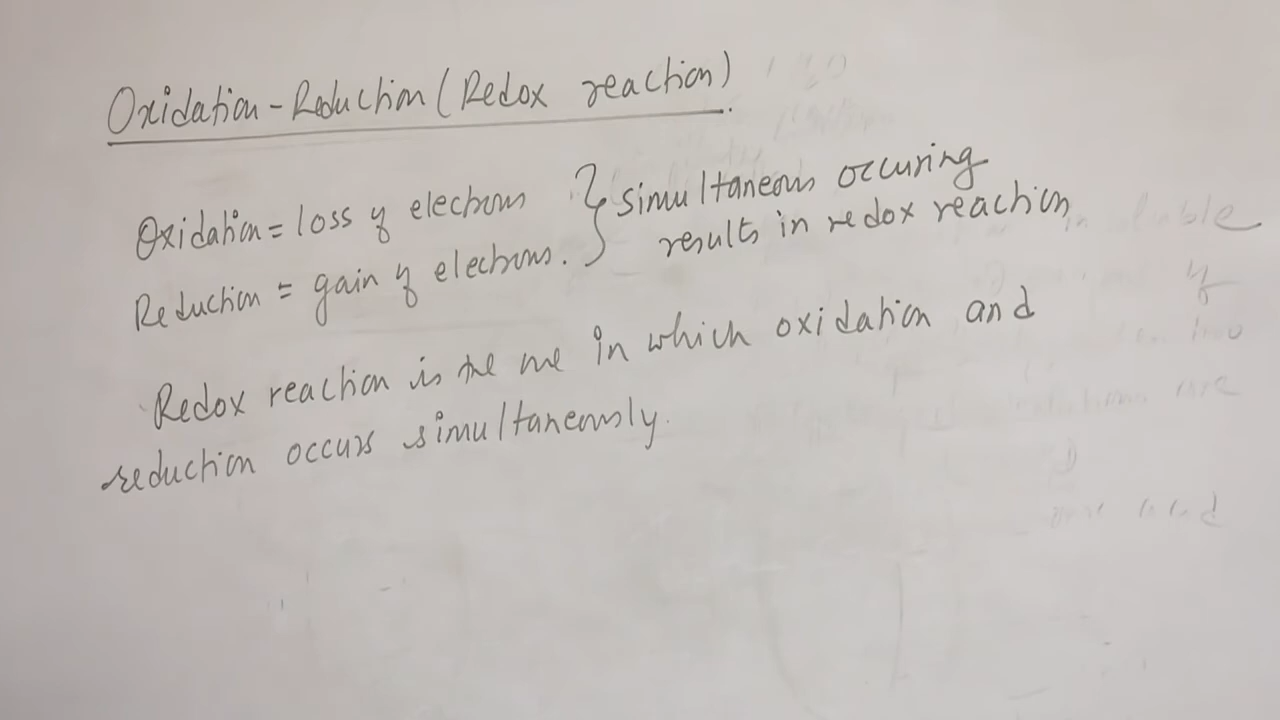 Oxidation-Reduction (Redox reaction).
Oxidation = loss of electrons } simultaneous occuring
Reduction = gain of electrons. results in redox reaction
Redox reaction is the one in which oxidation and
reduction occurs simultaneously.